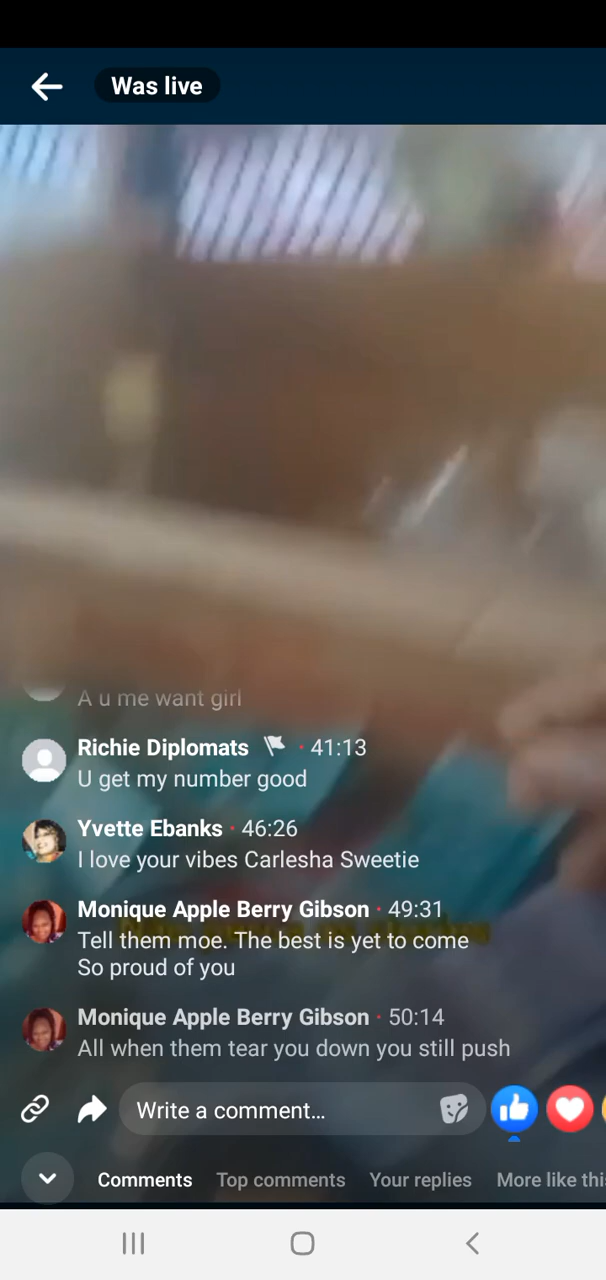 Was live
A u me want girl
Richie Diplomats • 41:13
U get my number good
Yvette Ebanks • 46:26
I love your vibes Carlesha Sweetie
Monique Apple Berry Gibson • 49:31
Tell them moe. The best is yet to come
So proud of you
Monique Apple Berry Gibson • 50:14
All when them tear you down you still push
Write a comment...
Comments Top comments Your replies More like this